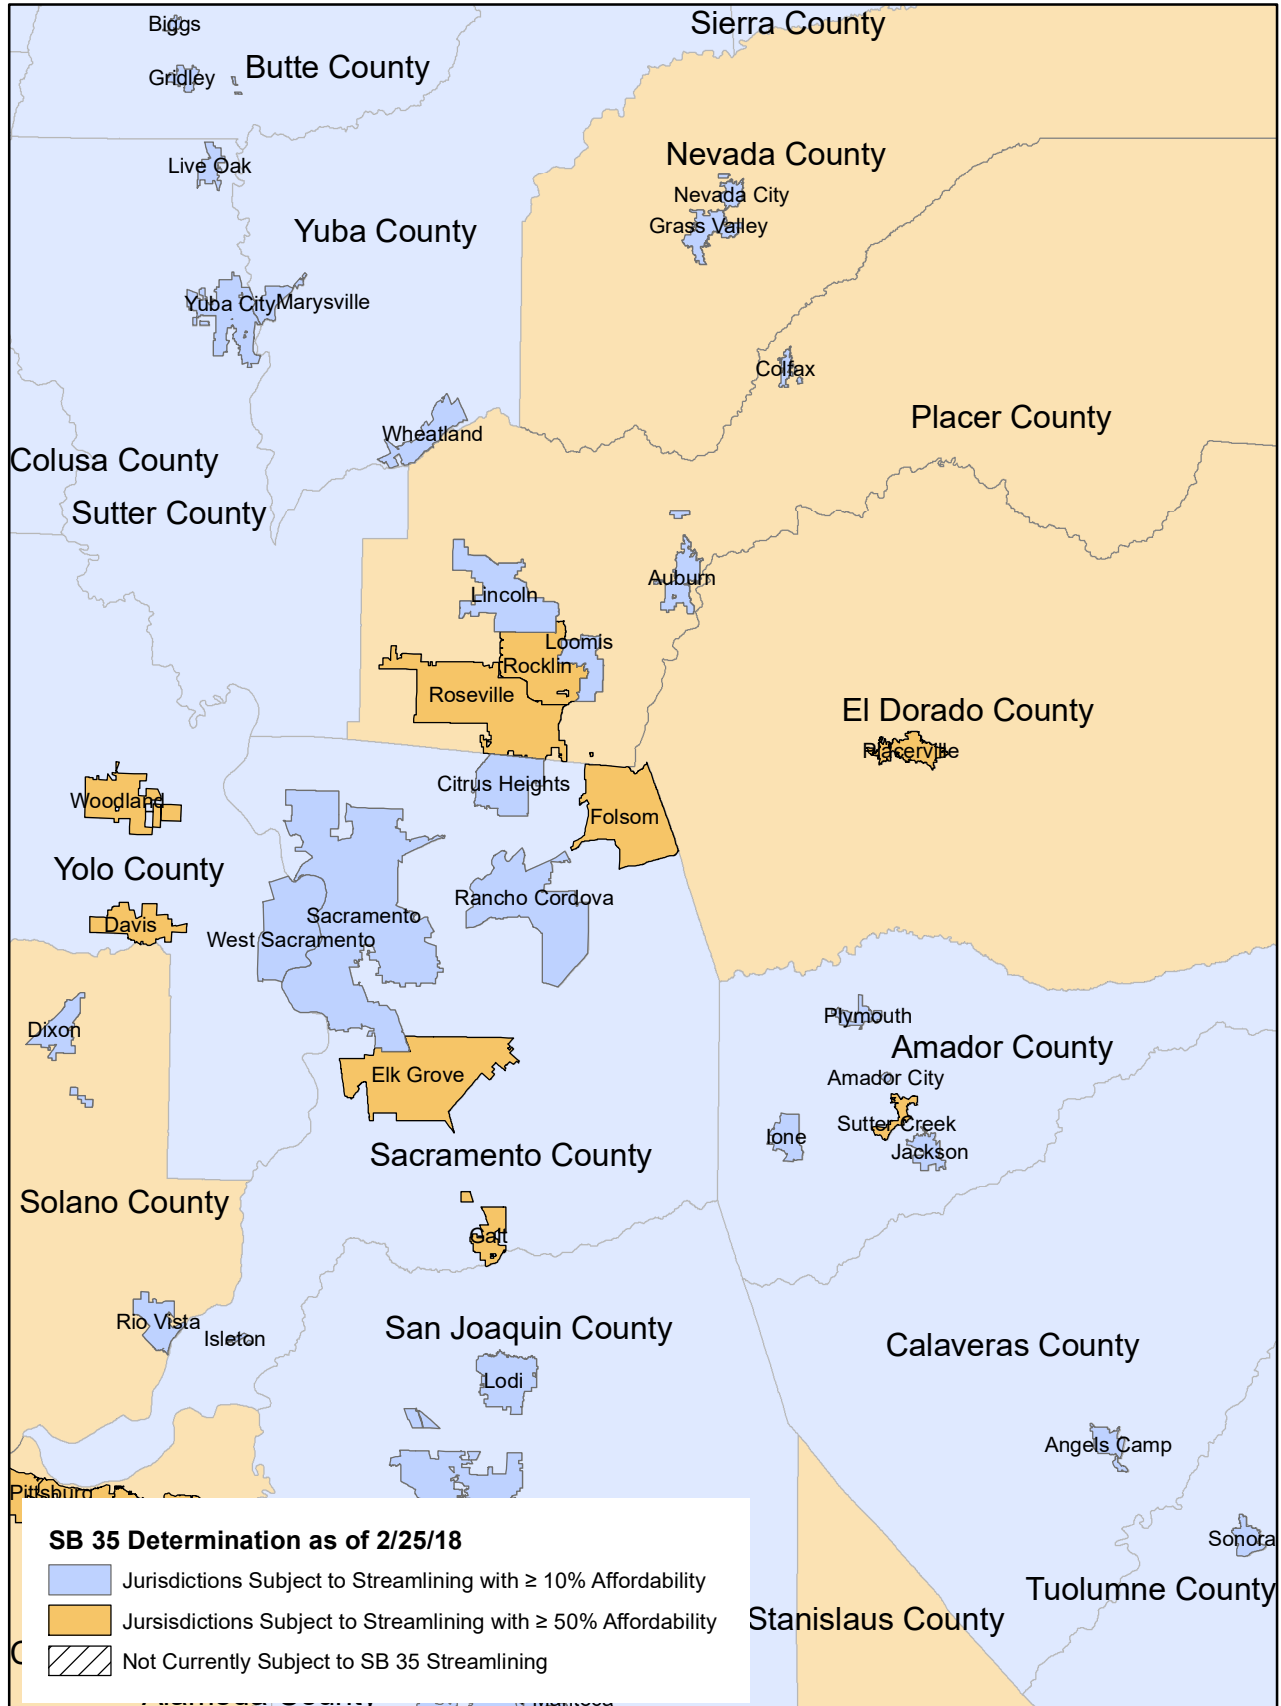 Biggs
Sierra County
Butte County
Gridley
Nevada County
Live Oak
Nevada City
Grass Valley
Yuba County
Yuba City
Marysville
Colfax
Placer County
Wheatland
Colusa County
Sutter County
Auburn
Lincoln
Loomis
Rocklin
Roseville
El Dorado County
Placerville
Citrus Heights
Woodland
Folsom
Yolo County
Rancho Cordova
Sacramento
Davis
West Sacramento
Plymouth
Dixon
Amador County
Elk Grove
Amador City
Sutter Creek
Ione
Jackson
Sacramento County
Solano County
Galt
Rio Vista
Isleton
San Joaquin County
Calaveras County
Lodi
Angels Camp
Pittsburg
SB 35 Determination as of 2/25/18
Sonora
Jurisdictions Subject to Streamlining with ≥ 10% Affordability
Tuolumne County
Jursisdictions Subject to Streamlining with ≥ 50% Affordability
Stanislaus County
Not Currently Subject to SB 35 Streamlining